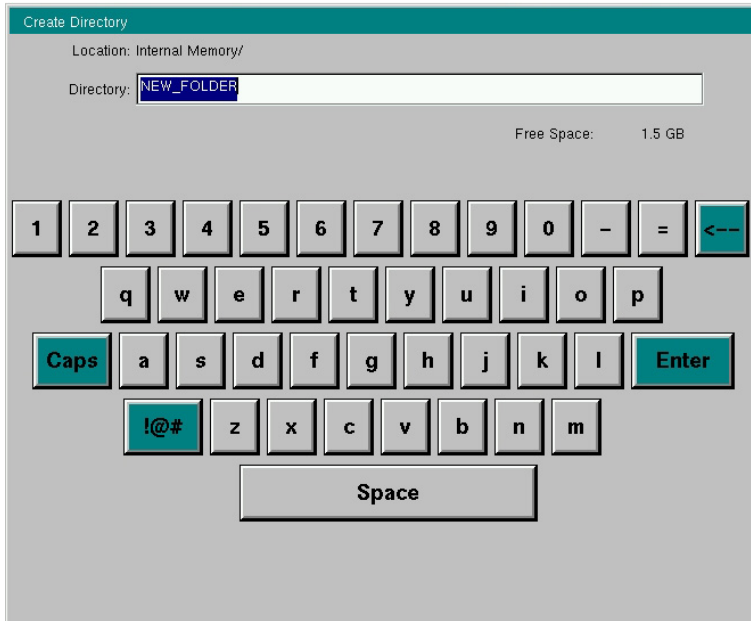 Create Directory
Location: Internal Memory/
Directory: NEW_FOLDER
Free Space: 1.5 GB
1 2 3 4 5 6 7 8 9 0 - = <--
q w e r t y u i o p
Caps a s d f g h j k l Enter
!@# z x c v b n m
Space